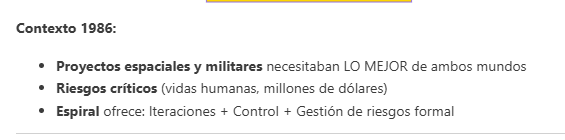 Contexto 1986:
Proyectos espaciales y militares necesitaban LO MEJOR de ambos mundos
Riesgos críticos (vidas humanas, millones de dólares)
Espiral ofrece: Iteraciones + Control + Gestión de riesgos formal